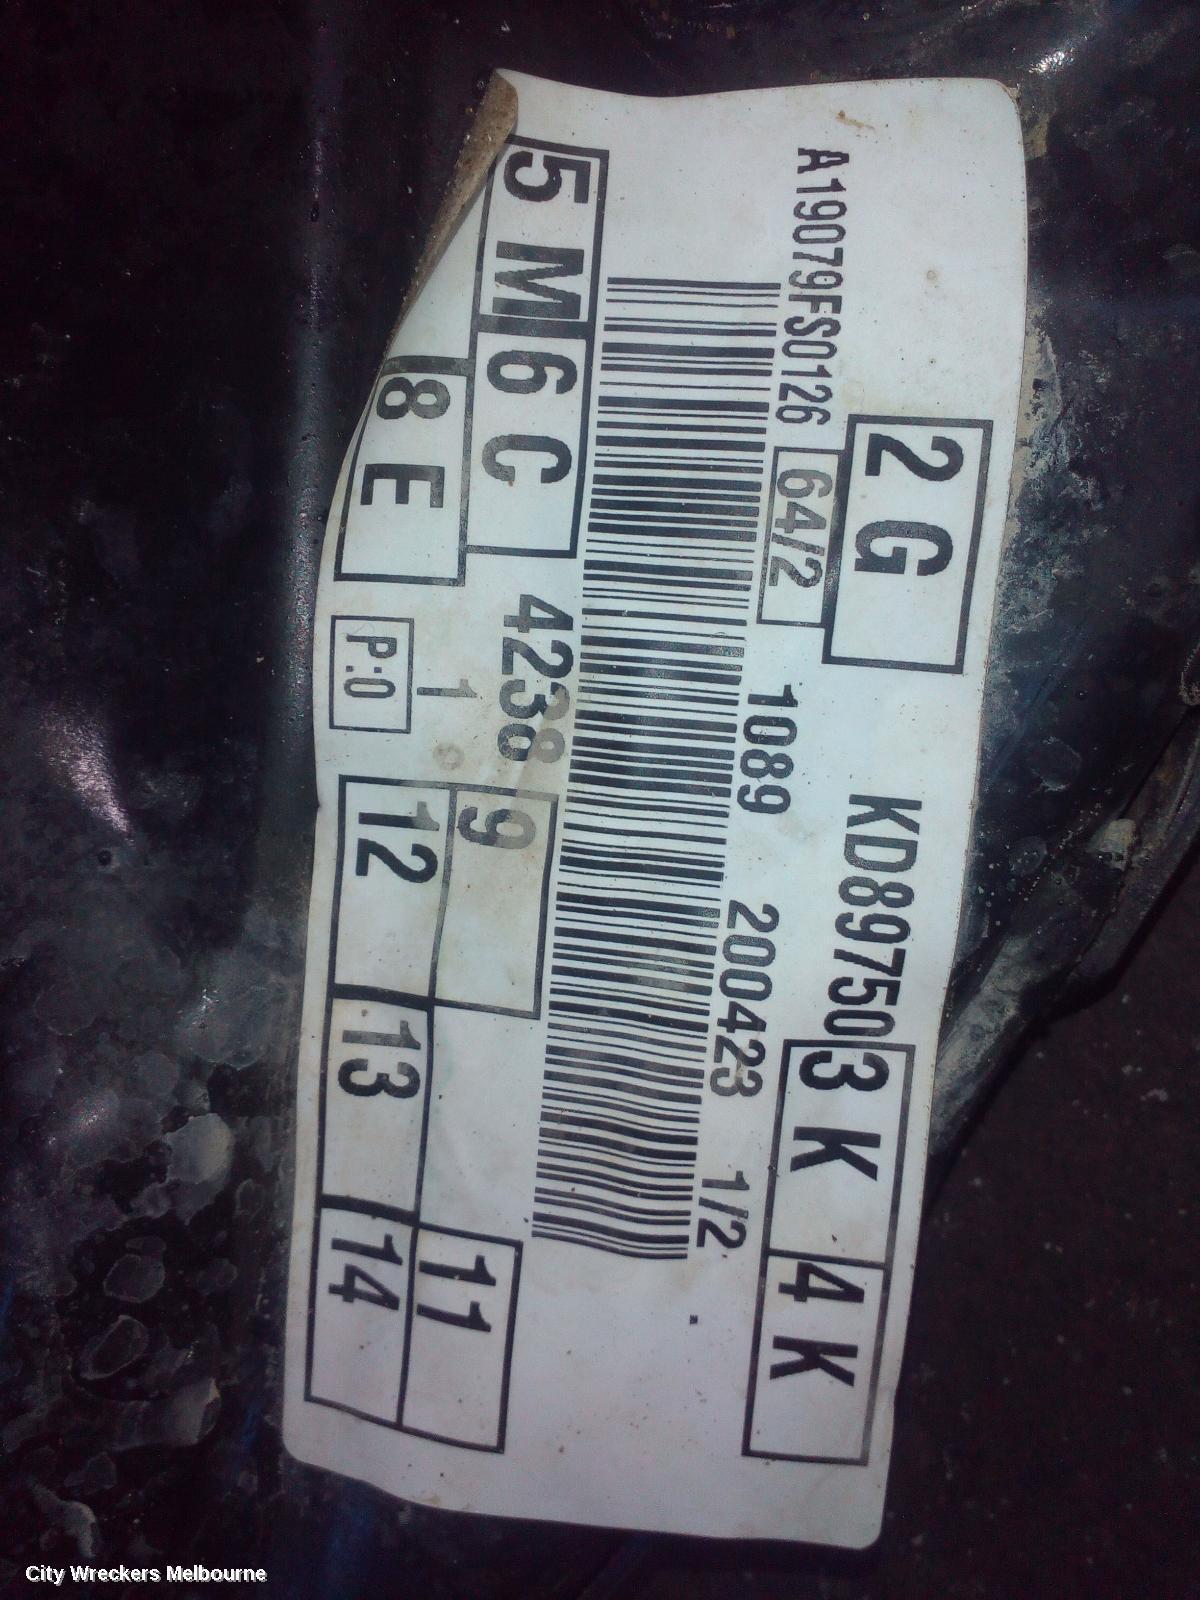 2 G KD89750 3 K 4 K
A19079FS0126 64/2 1089 200423 1/2
5 M 6 C 4238 9 11
8 E 1 12 13 14
P:0
City Wreckers Melbourne